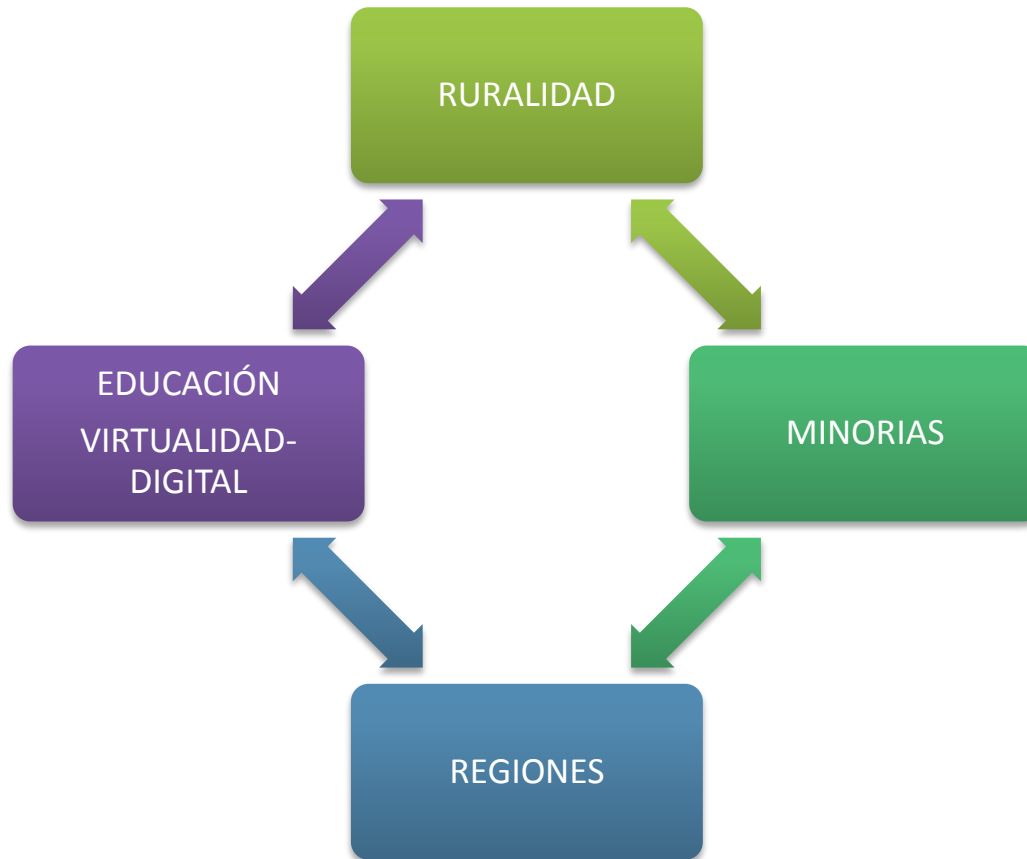 RURALIDAD
EDUCACIÓN
VIRTUALIDAD-
DIGITAL
MINORIAS
REGIONES